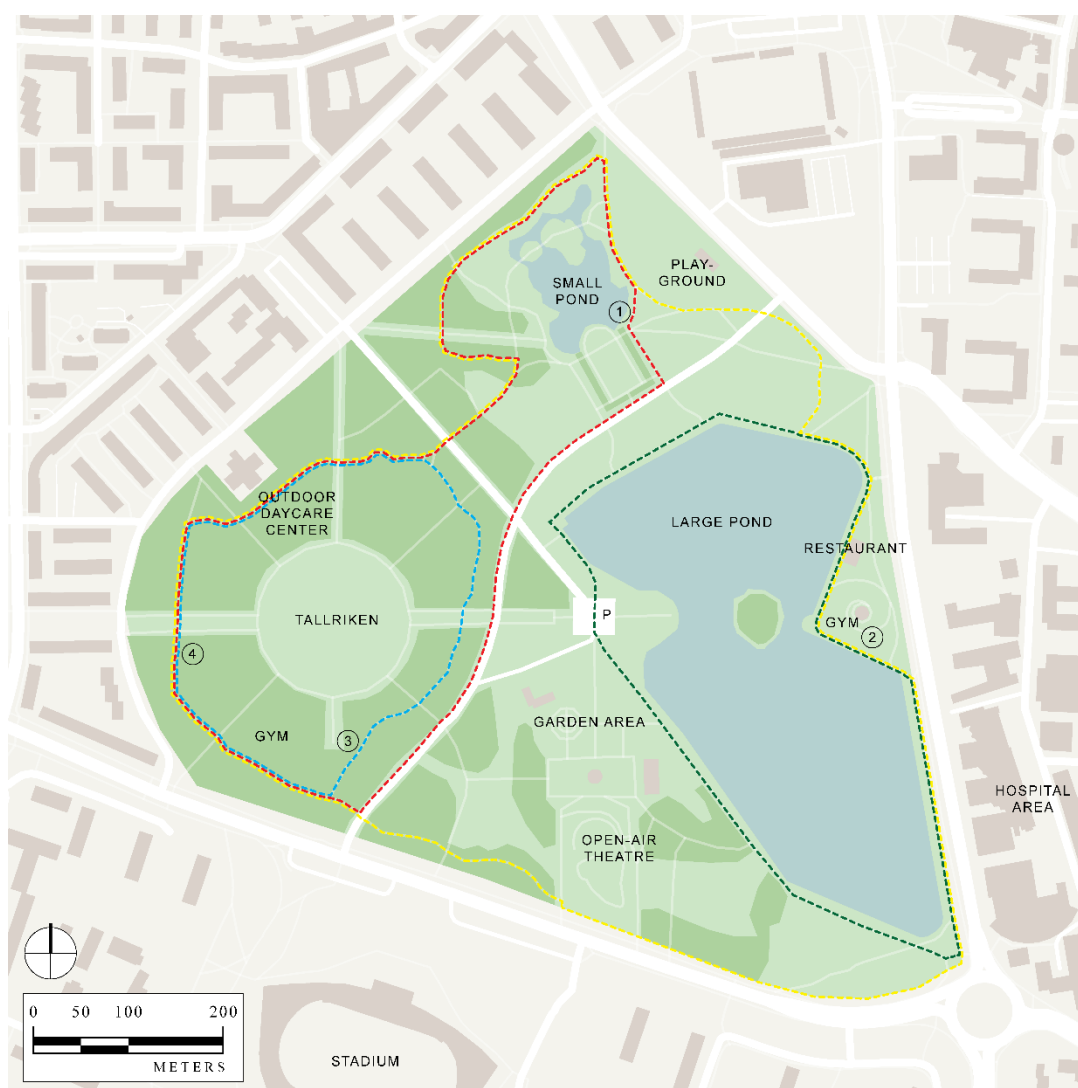 PLAY-
GROUND
SMALL
POND
1
OUTDOOR
DAYCARE
CENTER
LARGE POND
RESTAURANT
TALLRIKEN
P
GYM
2
4
GARDEN AREA
GYM
3
HOSPITAL
AREA
OPEN-AIR
THEATRE
0 50 100 200
METERS
STADIUM